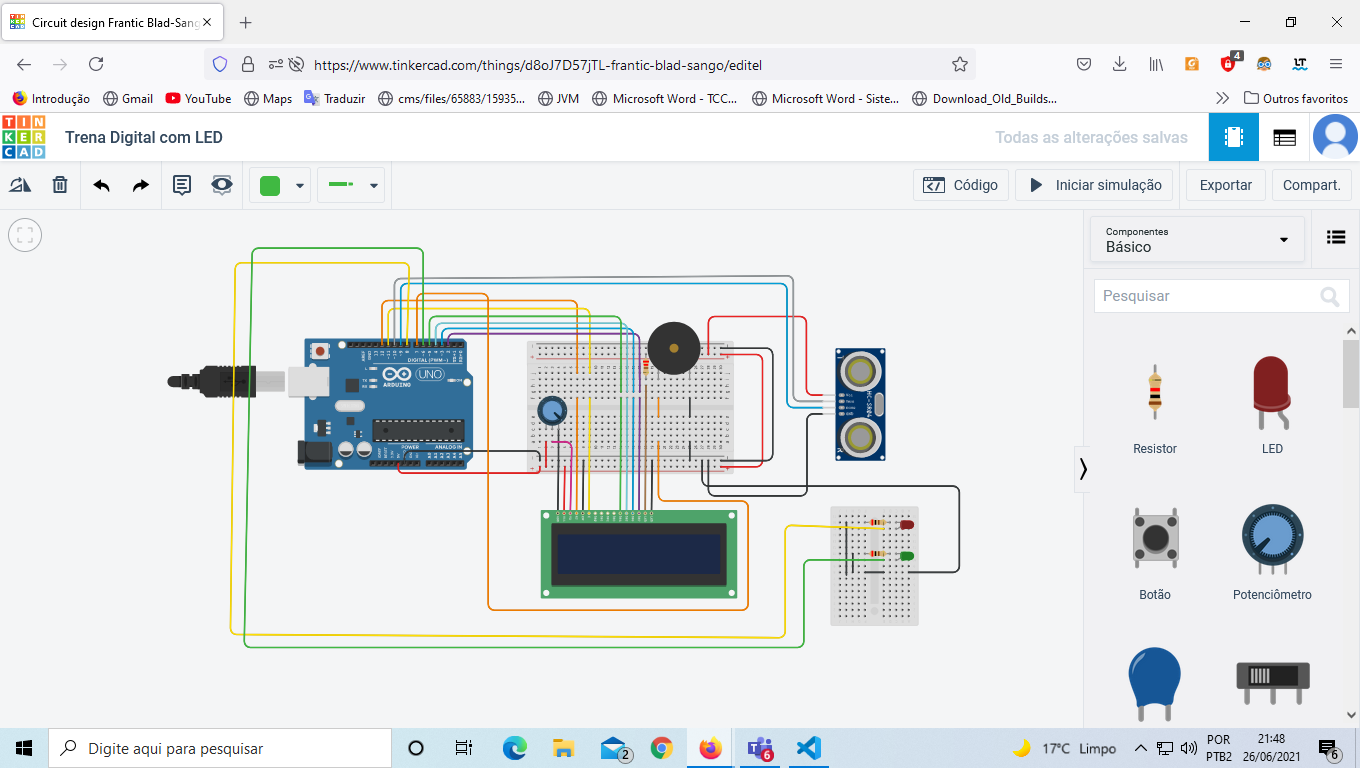 Circuit design Frantic Blad-Sang
https://www.tinkercad.com/things/d8oJ7D57jTL-frantic-blad-sango/editel
4
Introdução
Gmail
YouTube
Maps
Traduzir
cms/files/65883/15935...
JVM
Microsoft Word - TCC...
Microsoft Word - Siste...
Download_Old_Builds...
Outros favoritos
TIN
KER
CAD
Trena Digital com LED
Todas as alterações salvas
Código
Iniciar simulação
Exportar
Compart.
Componentes
Básico
Pesquisar
DIGITAL (PWM~)
ARDUINO
UNO
POWER
ANALOG IN
HC-SR04
Resistor
LED
Botão
Potenciômetro
Digite aqui para pesquisar
2
6
17°C Limpo
POR
PTB2
21:48
26/06/2021
6